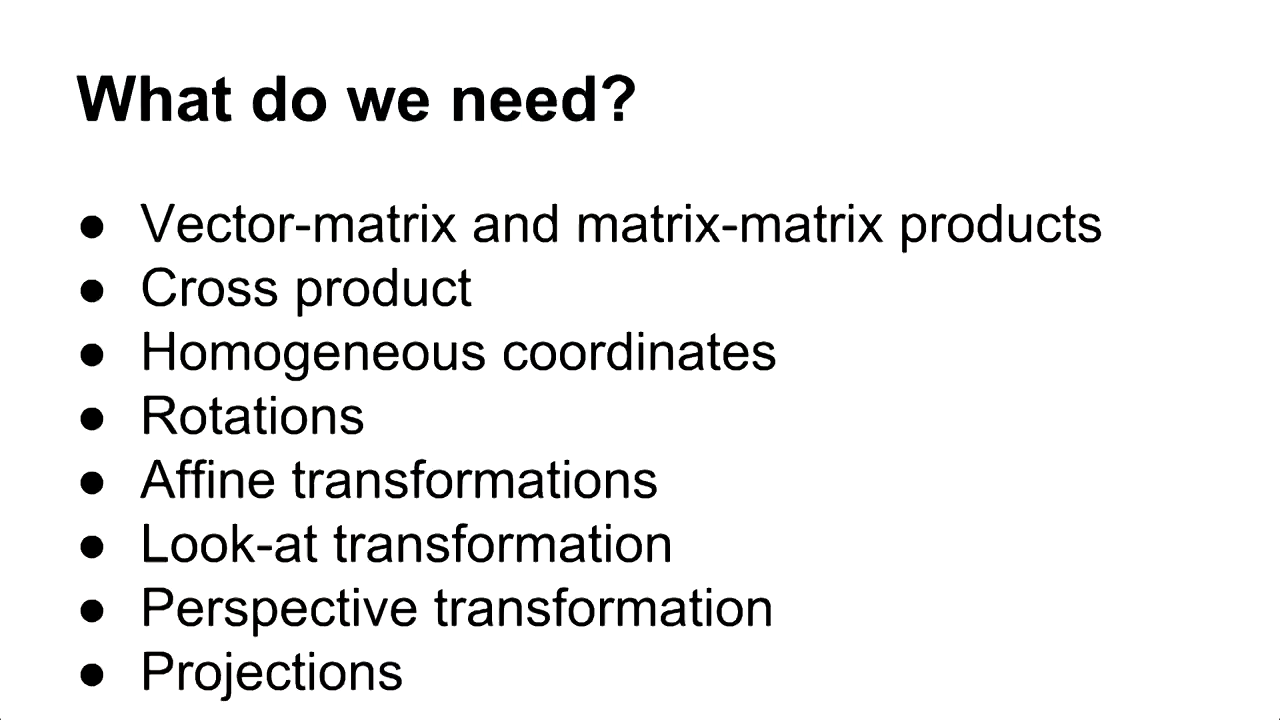 What do we need?
● Vector-matrix and matrix-matrix products
● Cross product
● Homogeneous coordinates
● Rotations
● Affine transformations
● Look-at transformation
● Perspective transformation
● Projections